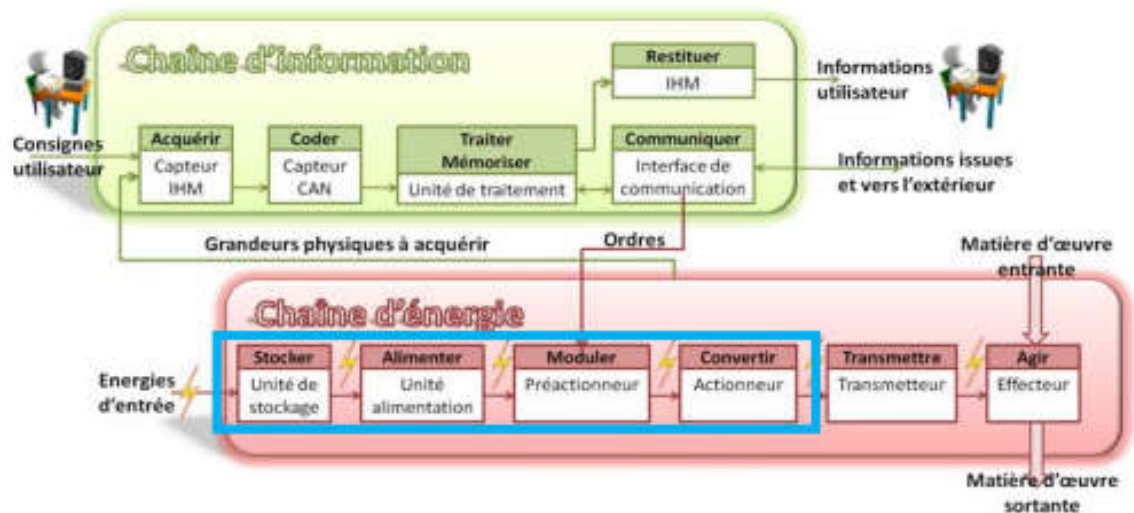 Chaîne d'information
Restituer
IHM
Informations
utilisateur
Consignes
utilisateur
Acquérir
Capteur
IHM
Coder
Capteur
CAN
Traiter
Mémoriser
Unité de traitement
Communiquer
Interface de
communication
Informations issues
et vers l'extérieur
Grandeurs physiques à acquérir
Ordres
Matière d'œuvre
entrante
Chaîne d'énergie
Energies
d'entrée
Stocker
Unité de
stockage
Alimenter
Unité
alimentation
Moduler
Préactionneur
Convertir
Actionneur
Transmettre
Transmetteur
Agir
Effecteur
Matière d'œuvre
sortante